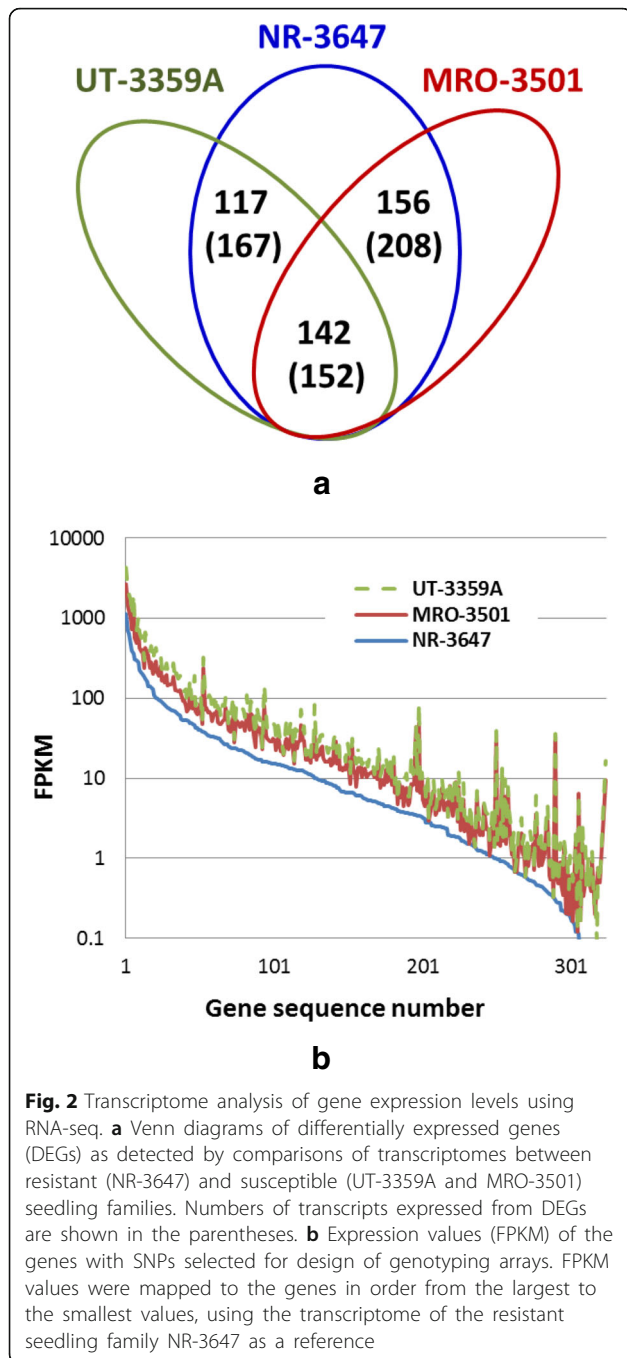 NR-3647
UT-3359A
MRO-3501
117
(167)
156
(208)
142
(152)
a
10000
1000
100
10
1
0.1
FPKM
UT-3359A
MRO-3501
NR-3647
1
101
201
301
Gene sequence number
b
Fig. 2 Transcriptome analysis of gene expression levels using
RNA-seq. a Venn diagrams of differentially expressed genes
(DEGs) as detected by comparisons of transcriptomes between
resistant (NR-3647) and susceptible (UT-3359A and MRO-3501)
seedling families. Numbers of transcripts expressed from DEGs
are shown in the parentheses. b Expression values (FPKM) of the
genes with SNPs selected for design of genotyping arrays. FPKM
values were mapped to the genes in order from the largest to
the smallest values, using the transcriptome of the resistant
seedling family NR-3647 as a reference